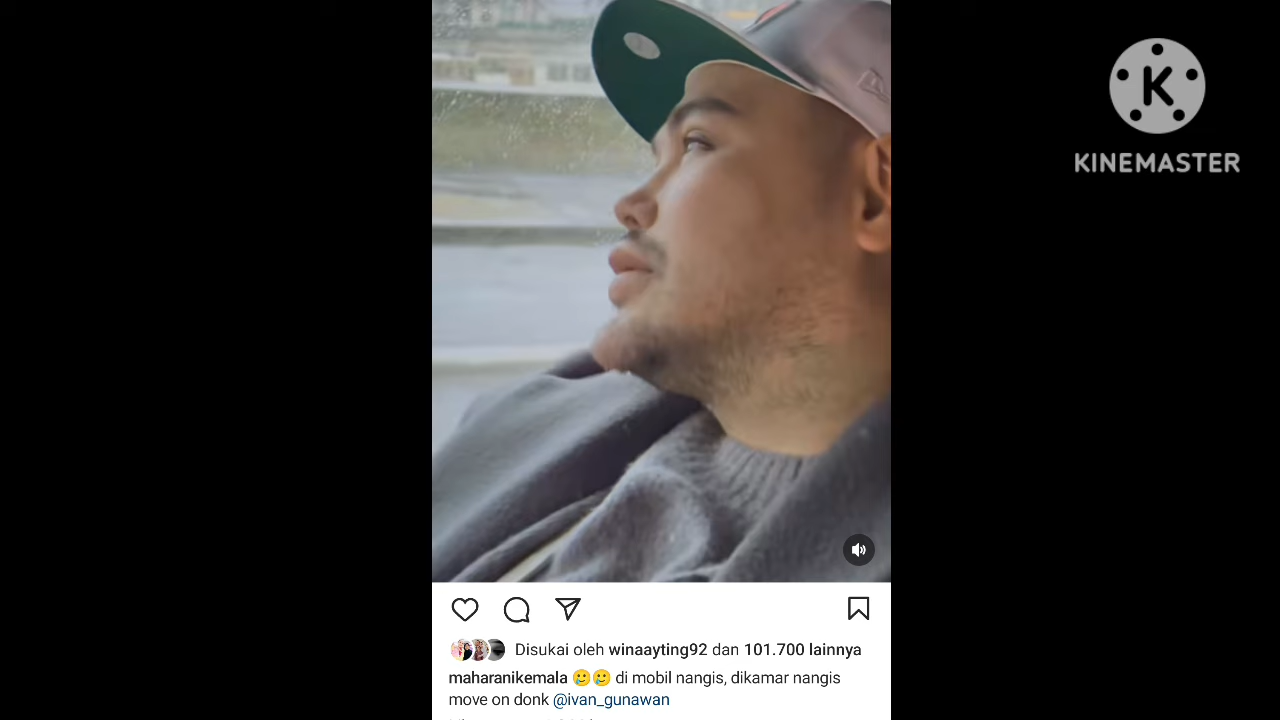 KINEMASTER
Disukai oleh winaayting92 dan 101.700 lainnya
maharanikemala 🥲🥲 di mobil nangis, dikamar nangis
move on donk @ivan_gunawan